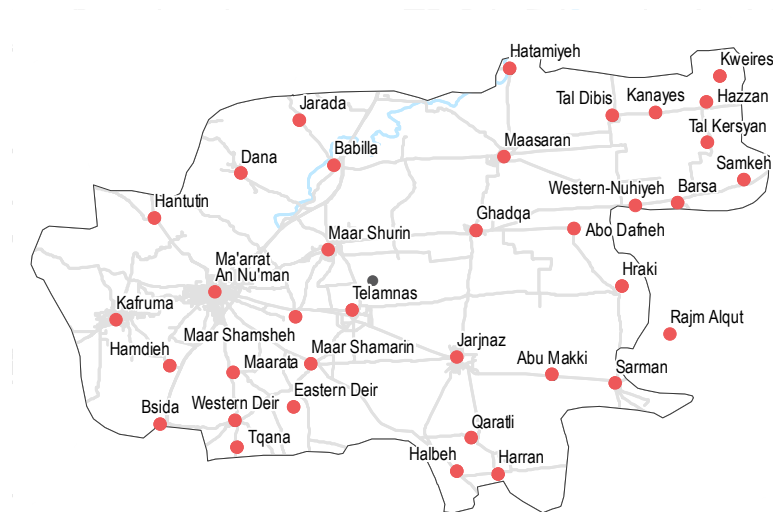 Hatamiyeh
Kweires
Tal Dibis
Kanayes
Hazzan
Jarada
Tal Kersyan
Babilla
Maasaran
Dana
Samkeh
Western-Nuhiyeh
Barsa
Hantutin
Ghadqa
Maar Shurin
Abo Dafneh
Ma'arrat
An Nu'man
Hraki
Telamnas
Kafruma
Rajm Alqut
Maar Shamsheh
Jarjnaz
Hamdieh
Maarata
Maar Shamarin
Abu Makki
Sarman
Eastern Deir
Bsida
Western Deir
Qaratli
Tqana
Halbeh
Harran